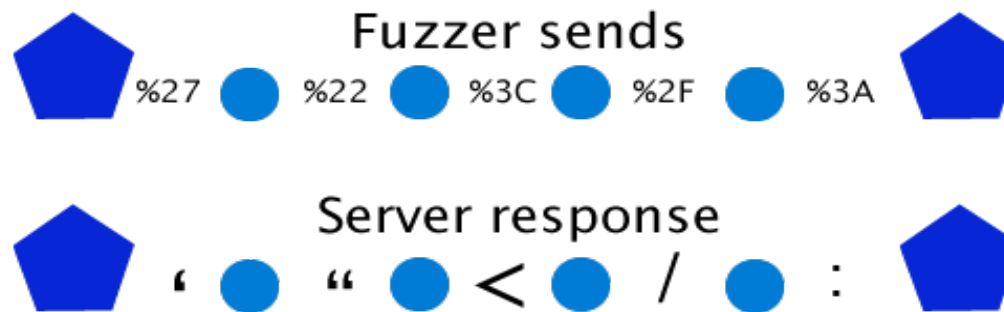 Fuzzer sends
%27 %22 %3C %2F %3A
Server response
‘ “ < / :